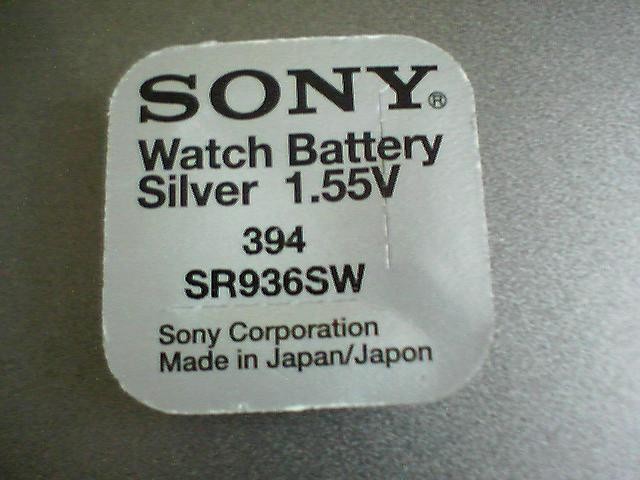 SONY®
Watch Battery
Silver 1.55V
394
SR936SW
Sony Corporation
Made in Japan/Japon